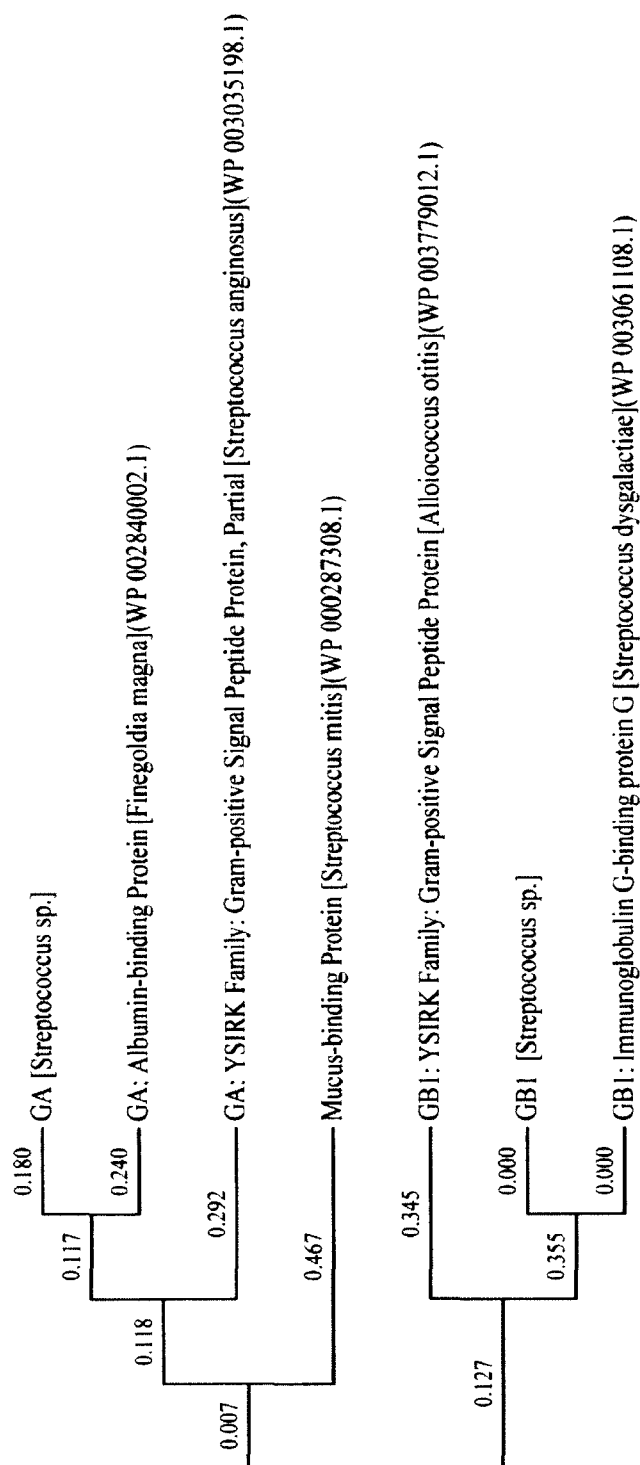 0.180
GA [Streptococcus sp.]
0.117
0.240
GA: Albumin-binding Protein [Finegoldia magna](WP 002840002.1)
0.118
0.292
GA: YSIRK Family: Gram-positive Signal Peptide Protein, Partial [Streptococcus anginosus](WP 003035198.1)
0.007
0.467
Mucus-binding Protein [Streptococcus mitis](WP 000287308.1)
0.345
GB1: YSIRK Family: Gram-positive Signal Peptide Protein [Alloiococcus otitis](WP 003779012.1)
0.127
0.000
GB1 [Streptococcus sp.]
0.355
0.000
GB1: Immunoglobulin G-binding protein G [Streptococcus dysgalactiae](WP 003061108.1)